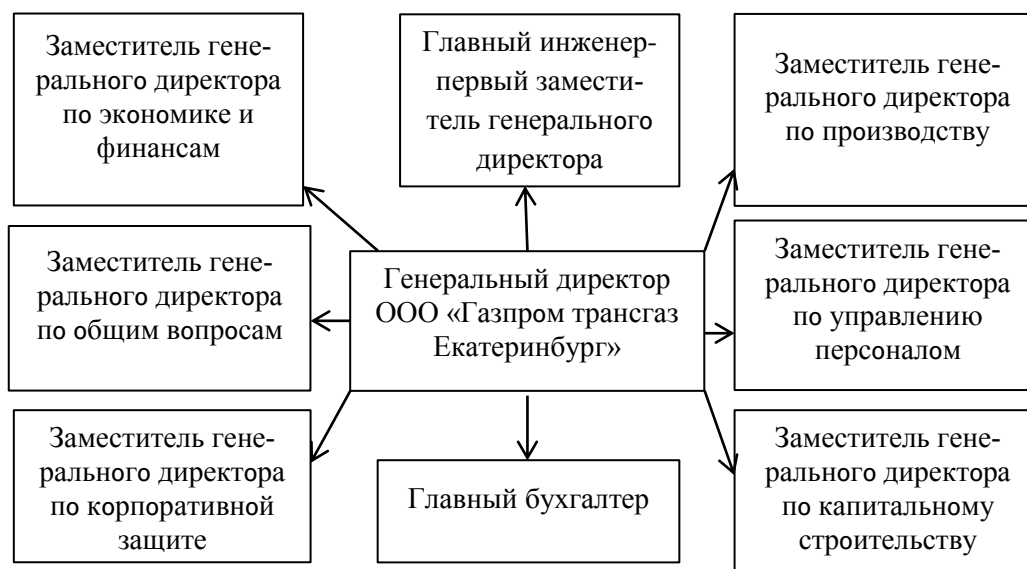 Заместитель гене-
рального директора
по экономике и
финансам
Главный инженер-
первый замести-
тель генерального
директора
Заместитель гене-
рального директора
по производству
Заместитель гене-
рального директора
по общим вопросам
Генеральный директор
ООО «Газпром трансгаз
Екатеринбург»
Заместитель гене-
рального директора
по управлению
персоналом
Заместитель гене-
рального директора
по корпоративной
защите
Главный бухгалтер
Заместитель гене-
рального директора
по капитальному
строительству